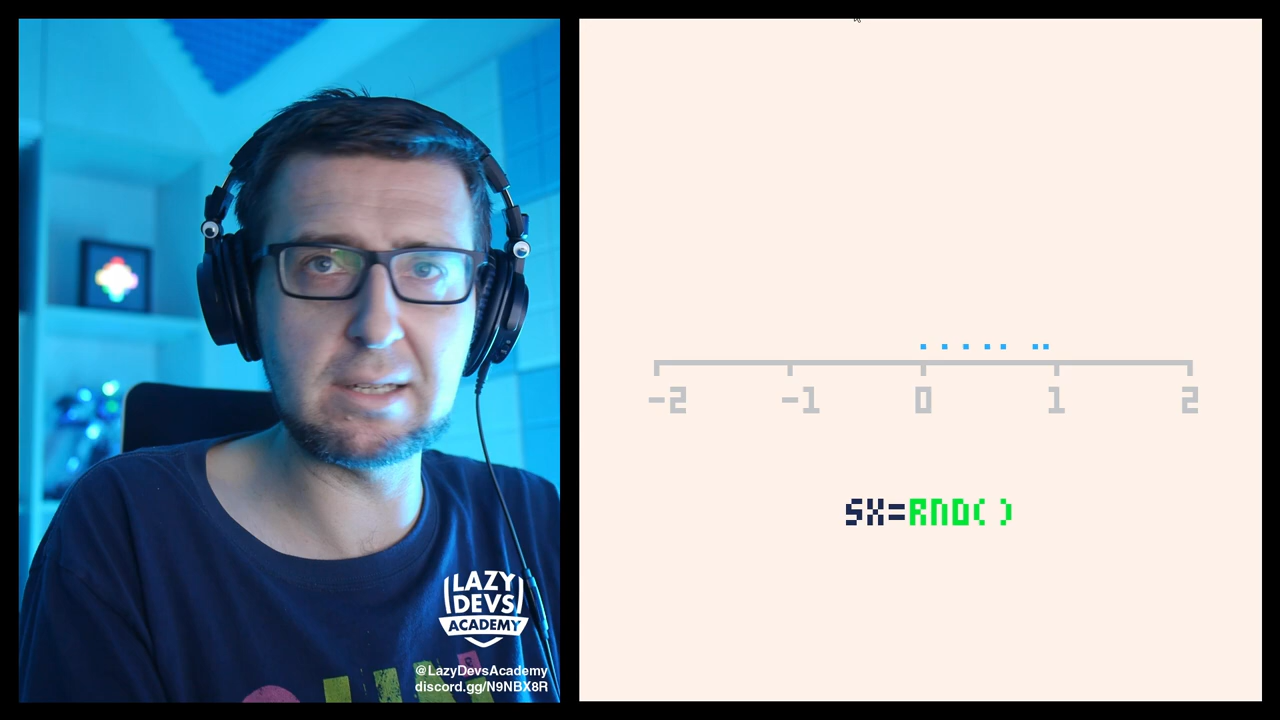 LAZY
DEVS
ACADEMY
@LazyDevsAcademy
discord.gg/N9NBX8R
-2 -1 0 1 2
SX=RND( )